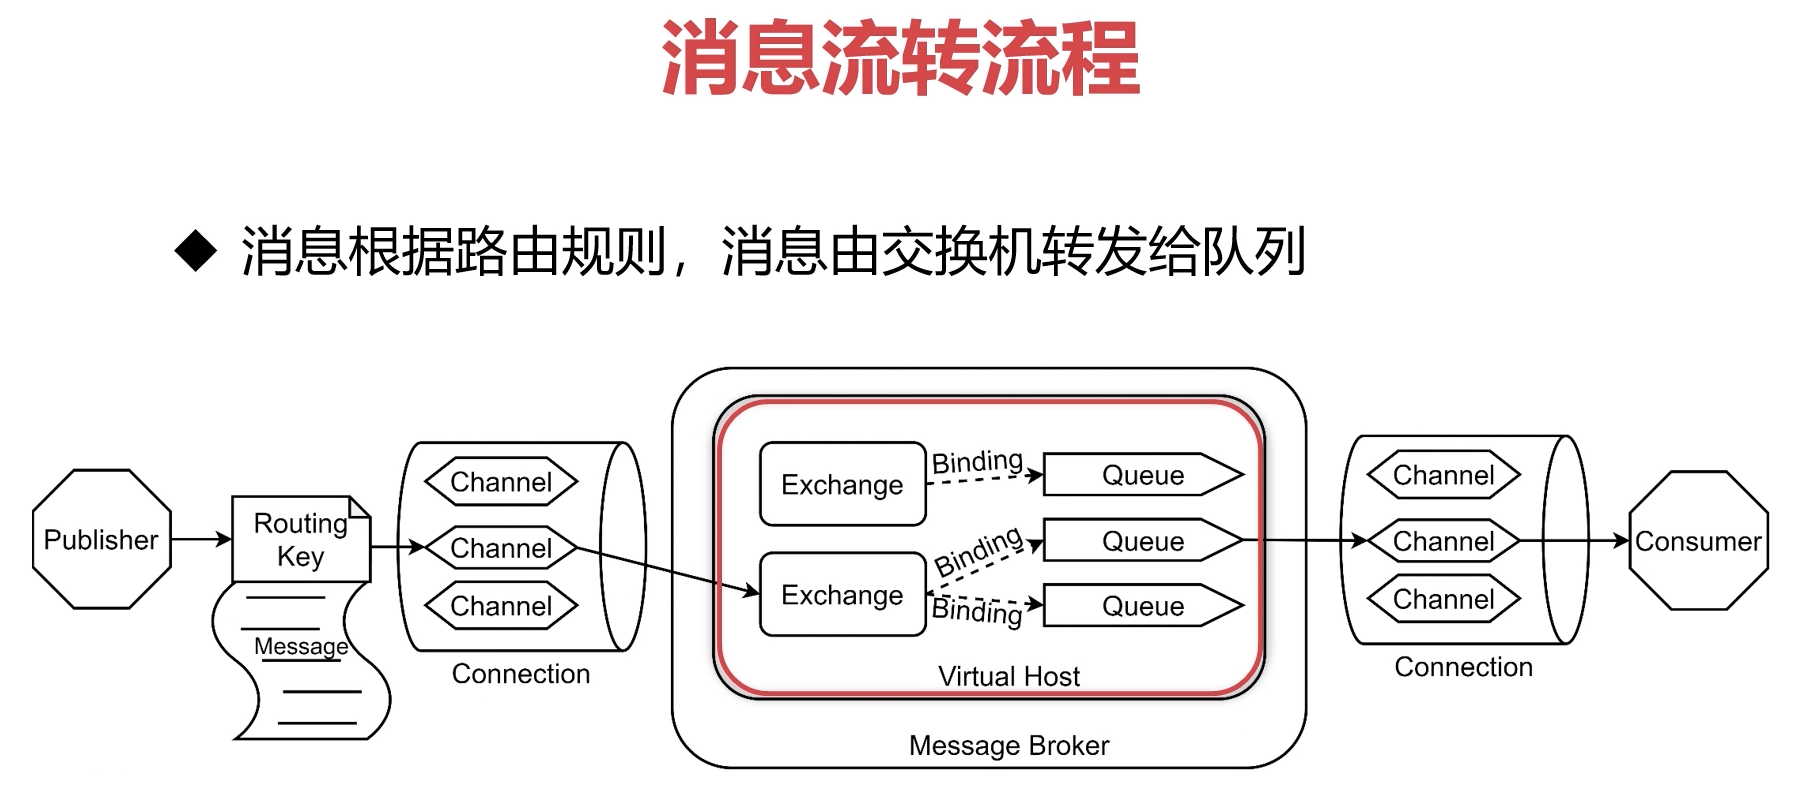 消息流转流程
◆ 消息根据路由规则，消息由交换机转发给队列
Publisher
Routing
Key
Message
Channel
Channel
Channel
Connection
Exchange
Exchange
Binding
Binding
Binding
Queue
Queue
Queue
Virtual Host
Message Broker
Channel
Channel
Channel
Connection
Consumer